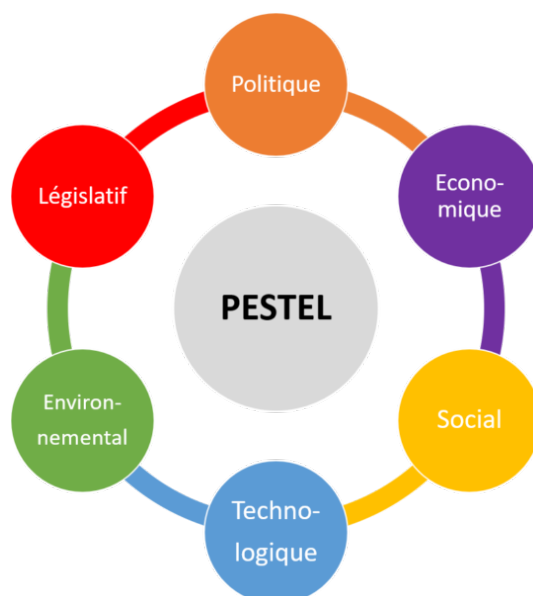 Politique
Econo-
mique
Législatif
PESTEL
Environ-
nemental
Social
Techno-
logique